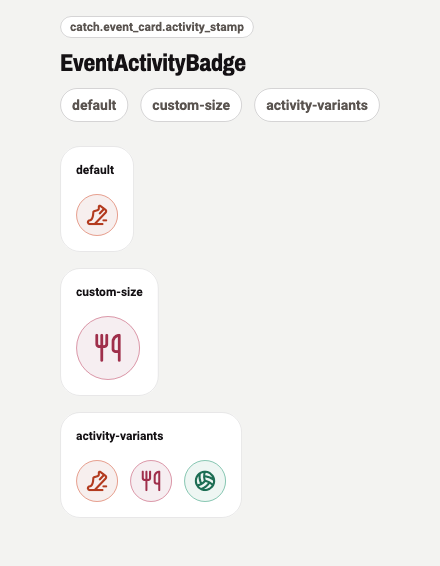 catch.event_card.activity_stamp
EventActivityBadge
default custom-size activity-variants
default
custom-size
activity-variants